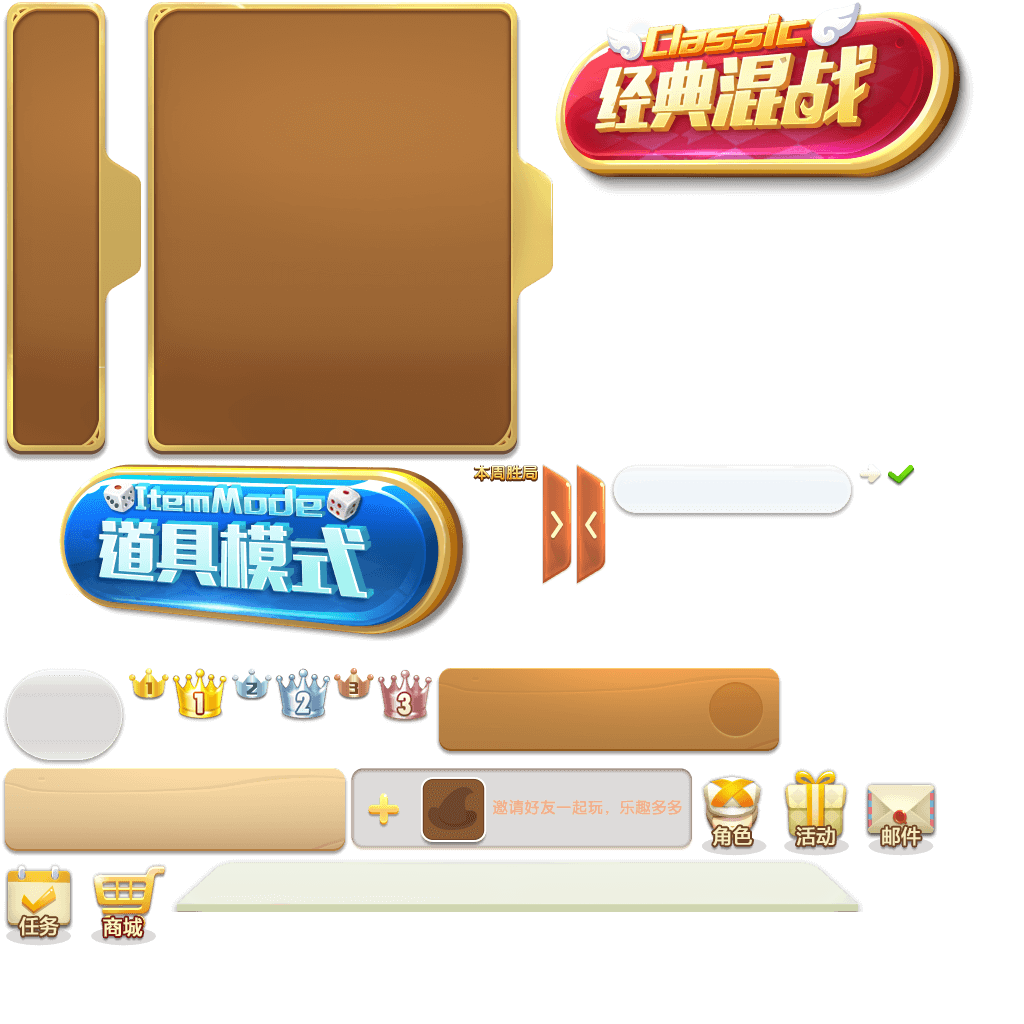 Classic
经典混战
本周胜局
ItemMode
道具模式
1
1
2
2
3
3
邀请好友一起玩，乐趣多多
角色
活动
邮件
任务
商城